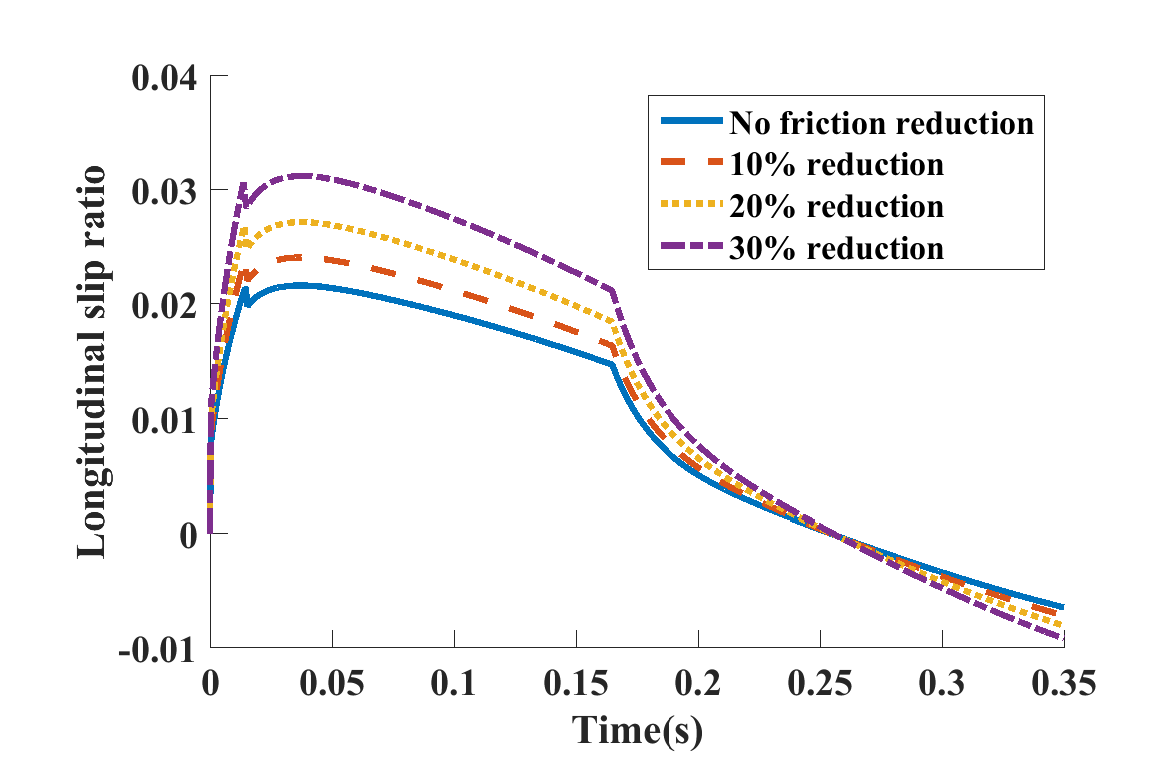 0.04
0.03
0.02
0.01
0
-0.01
Longitudinal slip ratio
No friction reduction
10% reduction
20% reduction
30% reduction
0 0.05 0.1 0.15 0.2 0.25 0.3 0.35
Time(s)